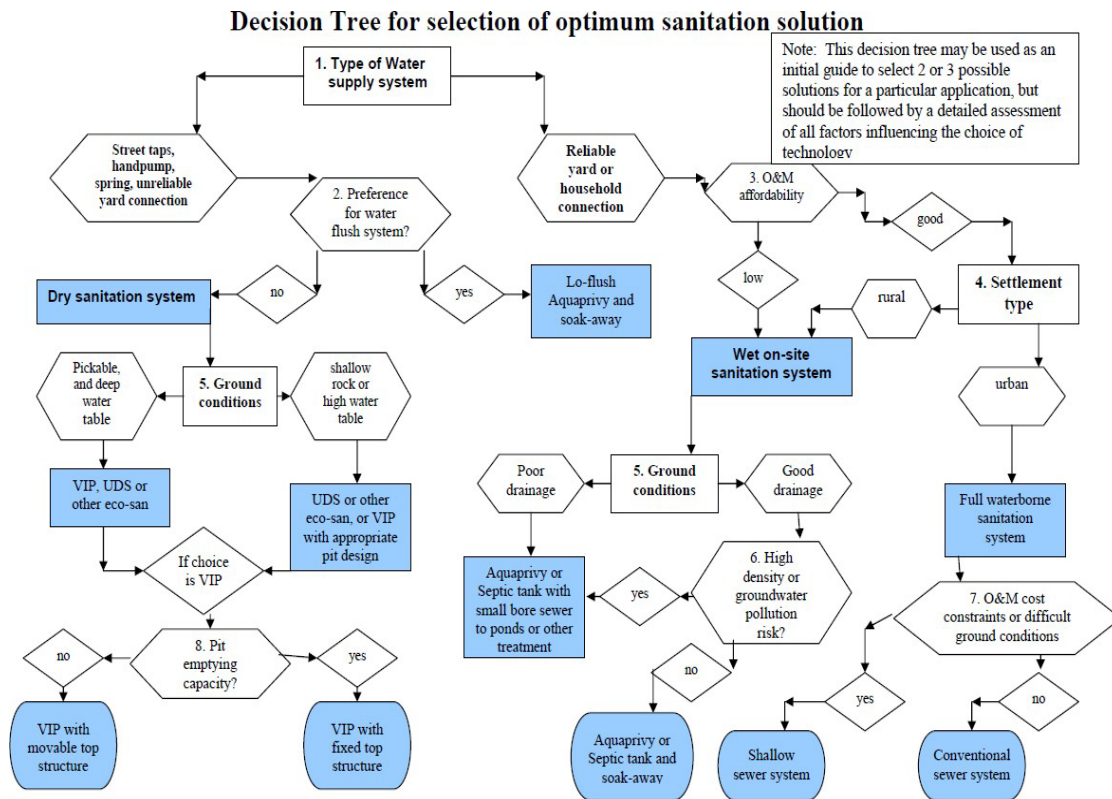 Decision Tree for selection of optimum sanitation solution
Note: This decision tree may be used as an
initial guide to select 2 or 3 possible
solutions for a particular application, but
should be followed by a detailed assessment
of all factors influencing the choice of
technology
1. Type of Water
supply system
Street taps,
handpump,
spring, unreliable
yard connection
Reliable
yard or
household
connection
2. Preference
for water
flush system?
3. O&M
affordability
good
no
yes
low
Dry sanitation system
Lo-flush
Aquaprivy and
soak-away
rural
4. Settlement
type
Wet on-site
sanitation system
urban
Pickable,
and deep
water
table
5. Ground
conditions
shallow
rock or
high water
table
Poor
drainage
5. Ground
conditions
Good
drainage
VIP, UDS or
other eco-san
UDS or other
eco-san, or VIP
with appropriate
pit design
Full waterborne
sanitation
system
If choice
is VIP
Aquaprivy or
Septic tank with
small bore sewer
to ponds or other
treatment
yes
6. High
density or
groundwater
pollution
risk?
7. O&M cost
constraints or difficult
ground conditions
no
8. Pit
emptying
capacity?
yes
no
yes
no
VIP with
movable top
structure
VIP with
fixed top
structure
Aquaprivy or
Septic tank and
soak-away
Shallow
sewer system
Conventional
sewer system